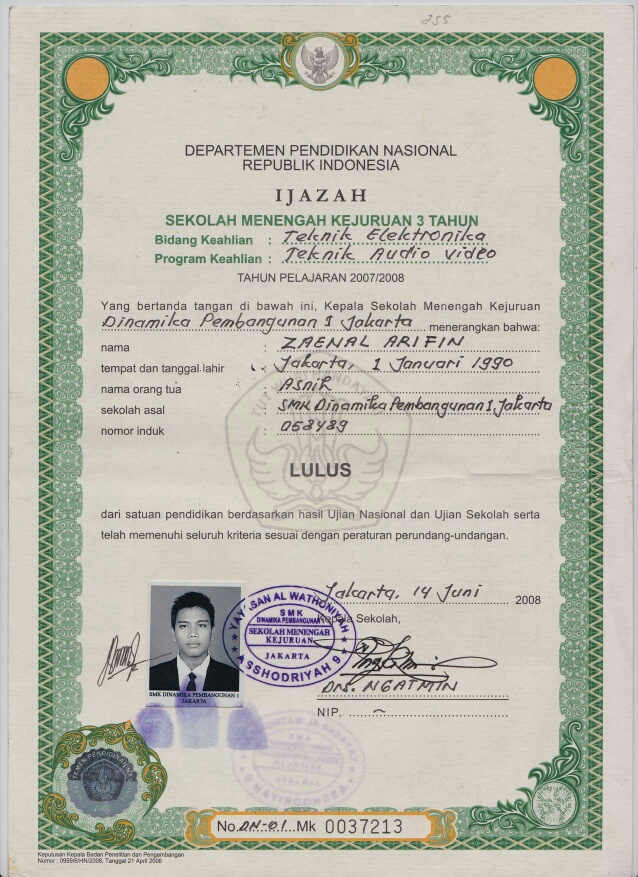 255
DEPARTEMEN PENDIDIKAN NASIONAL
REPUBLIK INDONESIA
IJAZAH
SEKOLAH MENENGAH KEJURUAN 3 TAHUN
Bidang Keahlian : Teknik Elektronika
Program Keahlian : Teknik Audio Video
TAHUN PELAJARAN 2007/2008
Yang bertanda tangan di bawah ini, Kepala Sekolah Menengah Kejuruan
Dinamika Pembangunan 1 Jakarta menerangkan bahwa:
nama : ZAENAL ARIFIN
tempat dan tanggal lahir : Jakarta, 1 Januari 1990
nama orang tua : Asnih
sekolah asal : SMK Dinamika Pembangunan 1, Jakarta
nomor induk : 058489
LULUS
dari satuan pendidikan berdasarkan hasil Ujian Nasional dan Ujian Sekolah serta
telah memenuhi seluruh kriteria sesuai dengan peraturan perundang-undangan.
Jakarta, 14 Juni 2008
Kepala Sekolah,
YAYASAN AL WATHONIYAH
SMK
DINAMIKA PEMBANGUNAN 1
SEKOLAH MENENGAH
KEJURUAN
JAKARTA
ASSHODRIYAH 9
SMK DINAMIKA PEMBANGUNAN 1
JAKARTA
DRS. NGATMIN
NIP. ~
No. DN-01 Mk 0037213
Keputusan Kepala Badan Penelitian dan Pengembangan
Nomor : 0989/6/HN/2008, Tanggal 21 April 2008